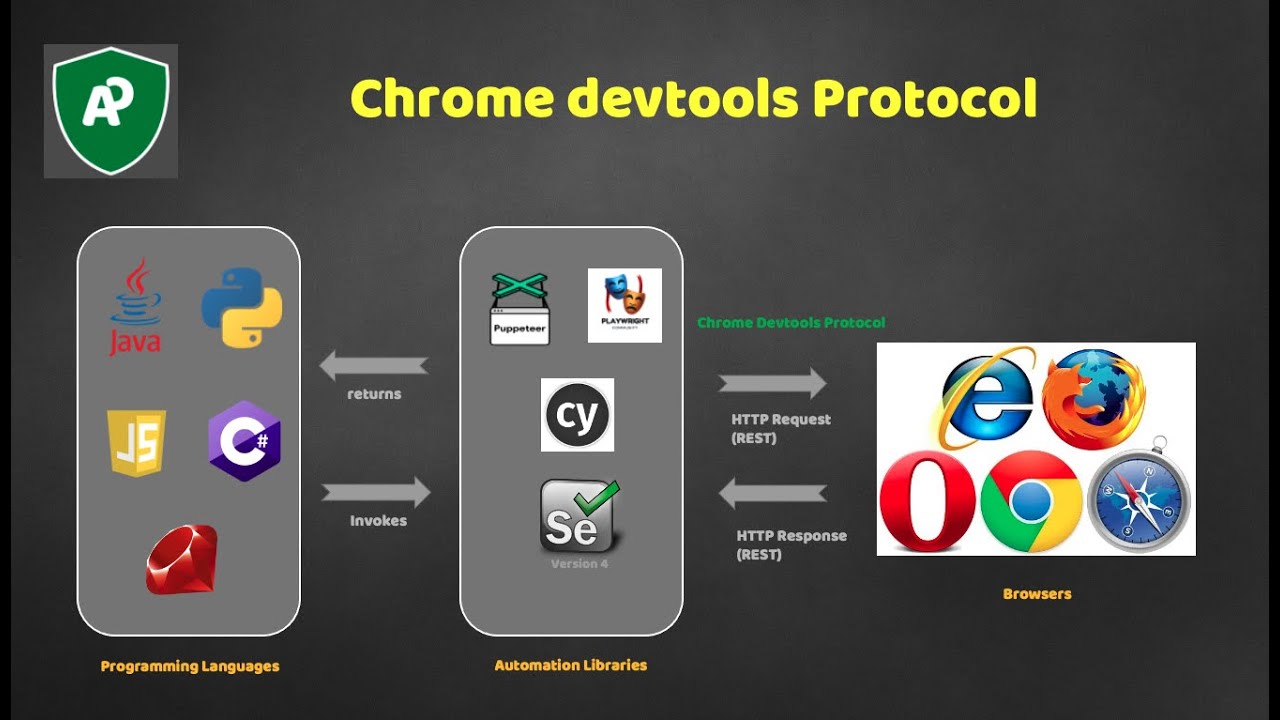 AP
Chrome devtools Protocol
Java
JS
C#
Programming Languages
returns
Invokes
Puppeteer
PLAYWRIGHT
COMMUNITY
cy
Se
Version 4
Automation Libraries
Chrome Devtools Protocol
HTTP Request
(REST)
HTTP Response
(REST)
e
O
N
Browsers